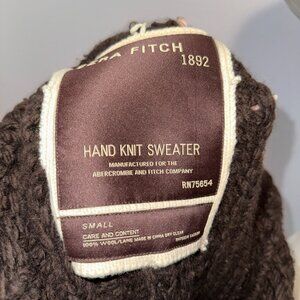 FITCH
1892
HAND KNIT SWEATER
MANUFACTURED FOR THE
ABERCROMBIE AND FITCH COMPANY
RN75654
SMALL
CARE AND CONTENT
100% WOOL/LAINE MADE IN CHINA DRY CLEAN